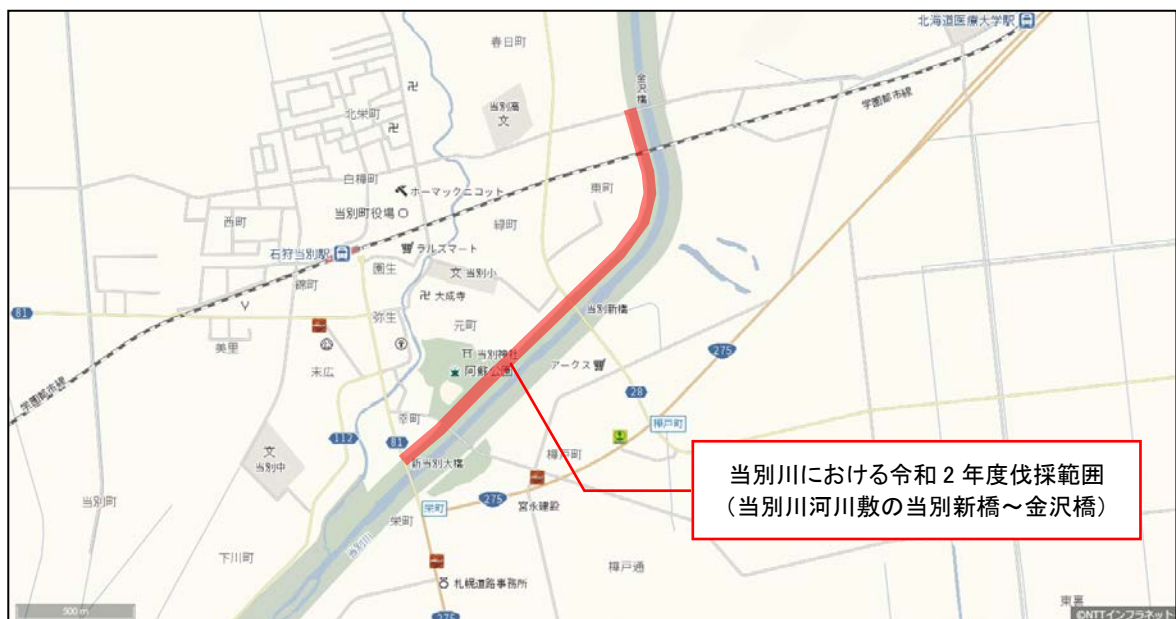 北海道医療大学駅
春日町
金沢橋
学園都市線
当別高
文
北栄町
卍
卍
白樺町
ホーマックニコット
東町
当別町役場
西町
緑町
石狩当別駅
ラルズマート
園生
文 当別小
錦町
卍 大成寺
当別新橋
81
弥生
元町
美里
当別神社
アークス
275
末広
阿蘇公園
28
学園都市線
幸町
樺戸町
112
81
文
当別中
新当別大橋
樺戸町
当別川における令和2年度伐採範囲
(当別川河川敷の当別新橋～金沢橋)
当別町
275
栄町
宮永建設
栄町
当別川
下川町
樺戸通
札幌道路事務所
東裏
500 m
275
©NTTインフラネット